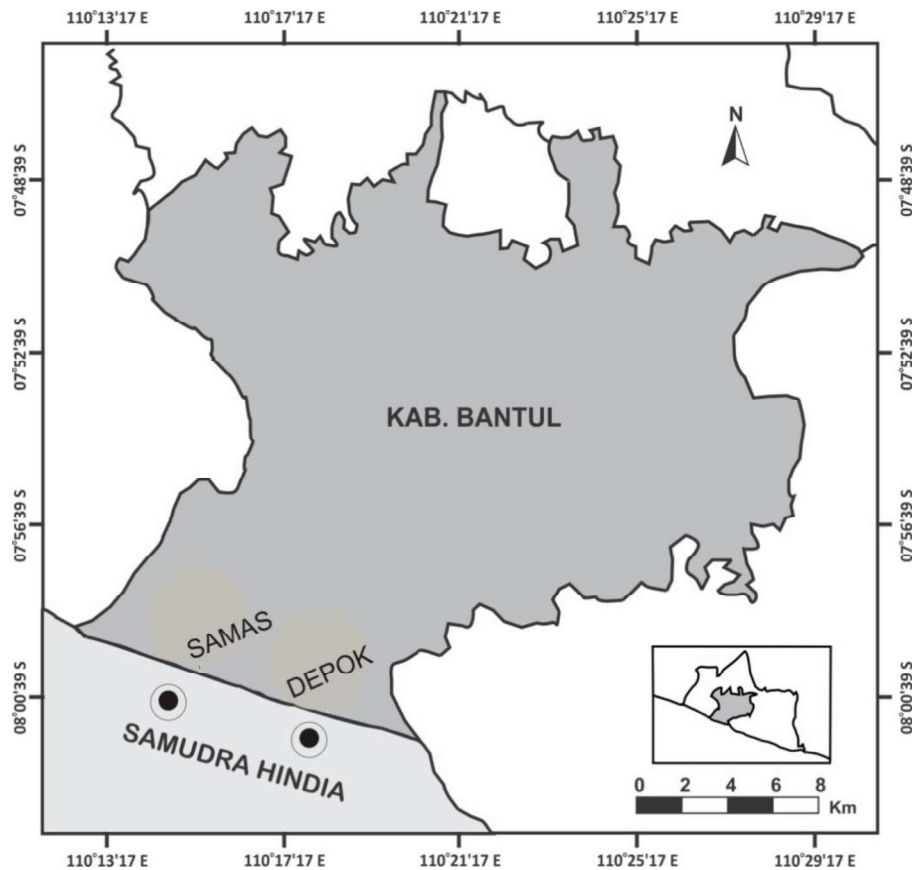 110°13'17 E 110°17'17 E 110°21'17 E 110°25'17 E 110°29'17 E
N
07°48'39 S 07°48'39 S
07°52'39 S 07°52'39 S
KAB. BANTUL
07°56'39 S 07°56'39 S
SAMAS
DEPOK
08°00'39 S 08°00'39 S
SAMUDRA HINDIA
0 2 4 6 8
Km
110°13'17 E 110°17'17 E 110°21'17 E 110°25'17 E 110°29'17 E